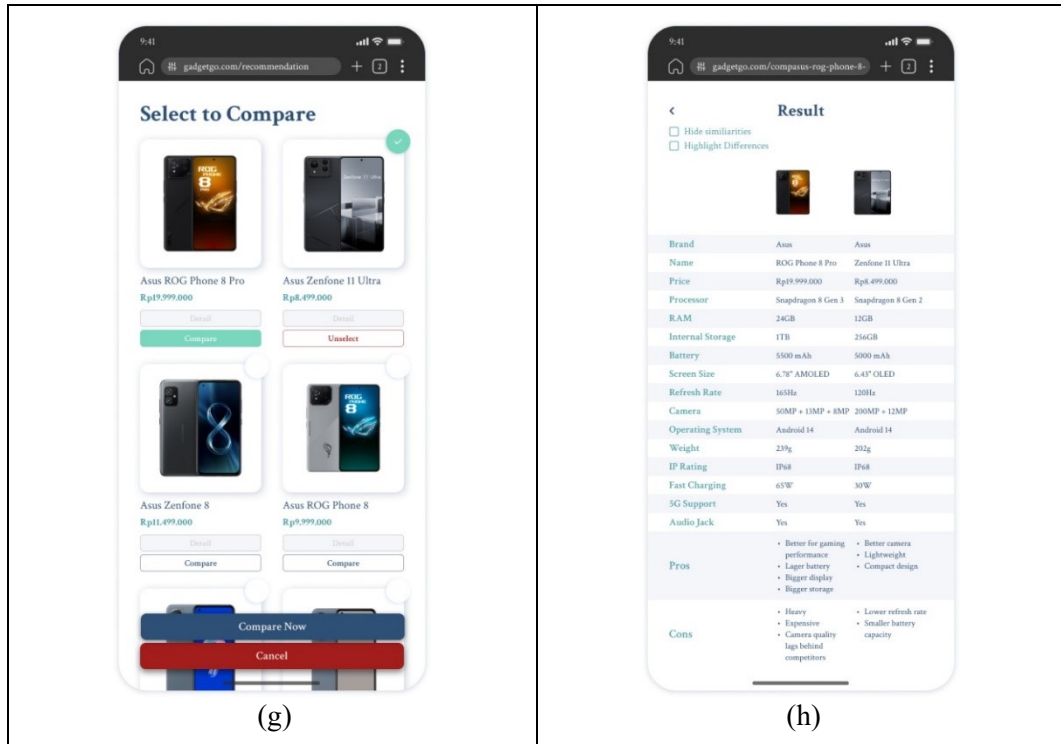 9:41
gadgetgo.com/recommendation
2
Select to Compare
ROG
PHONE
8
Zenfone 11 Ultra
Asus ROG Phone 8 Pro
Asus Zenfone 11 Ultra
Rp19.999.000
Rp8.499.000
Detail
Detail
Compare
Unselect
ROG
PHONE
8
Asus Zenfone 8
Asus ROG Phone 8
Rp11.499.000
Rp9.999.000
Detail
Detail
Compare
Compare
Compare Now
Cancel
(g)
9:41
gadgetgo.com/compasus-rog-phone-8-
2
Result
Hide similiarities
Highlight Differences
Brand Asus Asus
Name ROG Phone 8 Pro Zenfone 11 Ultra
Price Rp19.999.000 Rp8.499.000
Processor Snapdragon 8 Gen 3 Snapdragon 8 Gen 2
RAM 24GB 12GB
Internal Storage 1TB 256GB
Battery 5500 mAh 5000 mAh
Screen Size 6.78" AMOLED 6.43" OLED
Refresh Rate 165Hz 120Hz
Camera 50MP + 13MP + 8MP 200MP + 12MP
Operating System Android 14 Android 14
Weight 239g 202g
IP Rating IP68 IP68
Fast Charging 65W 30W
5G Support Yes Yes
Audio Jack Yes Yes
Pros
• Better for gaming
performance
• Lager battery
• Bigger display
• Bigger storage
• Better camera
• Lightweight
• Compact design
Cons
• Heavy
• Expensive
• Camera quality
lags behind
competitors
• Lower refresh rate
• Smaller battery
capacity
(h)